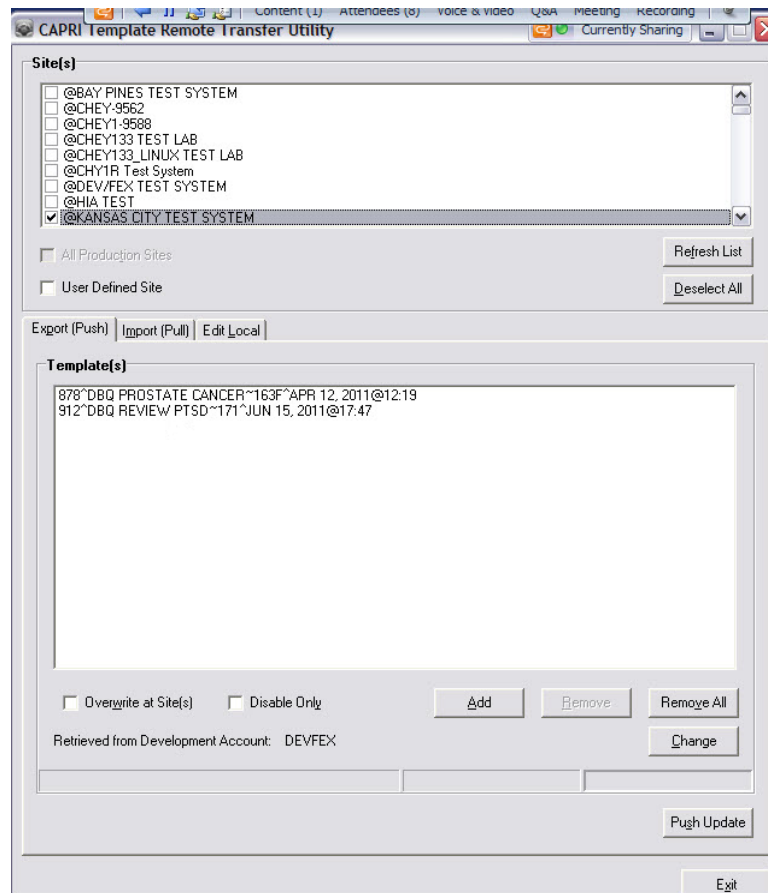 Content (1) Attendees (8) Voice & Video Q&A Meeting Recording
CAPRI Template Remote Transfer Utility
Currently Sharing
Site(s)
@BAY PINES TEST SYSTEM
@CHEY-9562
@CHEY1-9588
@CHEY133 TEST LAB
@CHEY133_LINUX TEST LAB
@CHY1R Test System
@DEV/FEX TEST SYSTEM
@HIA TEST
@KANSAS CITY TEST SYSTEM
All Production Sites
Refresh List
User Defined Site
Deselect All
Export (Push) Import (Pull) Edit Local
Template(s)
878^DBQ PROSTATE CANCER~163F^APR 12, 2011@12:19
912^DBQ REVIEW PTSD~171^JUN 15, 2011@17:47
Overwrite at Site(s) Disable Only Add Remove Remove All
Retrieved from Development Account: DEVFEX Change
Push Update
Exit